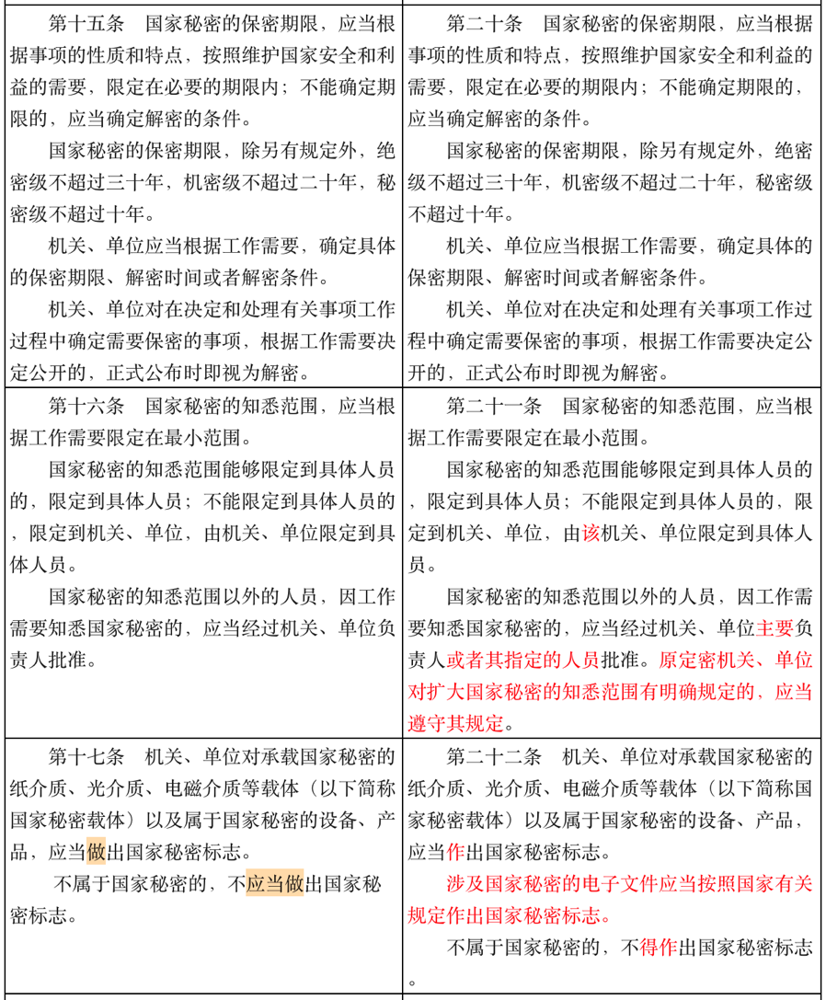 第十五条　国家秘密的保密期限，应当根
据事项的性质和特点，按照维护国家安全和利
益的需要，限定在必要的期限内；不能确定期
限的，应当确定解密的条件。
国家秘密的保密期限，除另有规定外，绝
密级不超过三十年，机密级不超过二十年，秘
密级不超过十年。
机关、单位应当根据工作需要，确定具体
的保密期限、解密时间或者解密条件。
机关、单位对在决定和处理有关事项工作
过程中确定需要保密的事项，根据工作需要决
定公开的，正式公布时即视为解密。
第二十条　国家秘密的保密期限，应当根据
事项的性质和特点，按照维护国家安全和利益的
需要，限定在必要的期限内；不能确定期限的，
应当确定解密的条件。
国家秘密的保密期限，除另有规定外，绝密
级不超过三十年，机密级不超过二十年，秘密级
不超过十年。
机关、单位应当根据工作需要，确定具体的
保密期限、解密时间或者解密条件。
机关、单位对在决定和处理有关事项工作过
程中确定需要保密的事项，根据工作需要决定公
开的，正式公布时即视为解密。
第十六条　国家秘密的知悉范围，应当根
据工作需要限定在最小范围。
国家秘密的知悉范围能够限定到具体人员
的，限定到具体人员；不能限定到具体人员的
，限定到机关、单位，由机关、单位限定到具
体人员。
国家秘密的知悉范围以外的人员，因工作
需要知悉国家秘密的，应当经过机关、单位负
责人批准。
第二十一条　国家秘密的知悉范围，应当根
据工作需要限定在最小范围。
国家秘密的知悉范围能够限定到具体人员的
，限定到具体人员；不能限定到具体人员的，限
定到机关、单位，由该机关、单位限定到具体人
员。
国家秘密的知悉范围以外的人员，因工作需
要知悉国家秘密的，应当经过机关、单位主要负
责人或者其指定的人员批准。原定密机关、单位
对扩大国家秘密的知悉范围有明确规定的，应当
遵守其规定。
第十七条　机关、单位对承载国家秘密的
纸介质、光介质、电磁介质等载体（以下简称
国家秘密载体）以及属于国家秘密的设备、产
品，应当做出国家秘密标志。
不属于国家秘密的，不应当做出国家秘
密标志。
第二十二条　机关、单位对承载国家秘密的
纸介质、光介质、电磁介质等载体（以下简称国
家秘密载体）以及属于国家秘密的设备、产品，
应当作出国家秘密标志。
涉及国家秘密的电子文件应当按照国家有关
规定作出国家秘密标志。
不属于国家秘密的，不得作出国家秘密标志
。